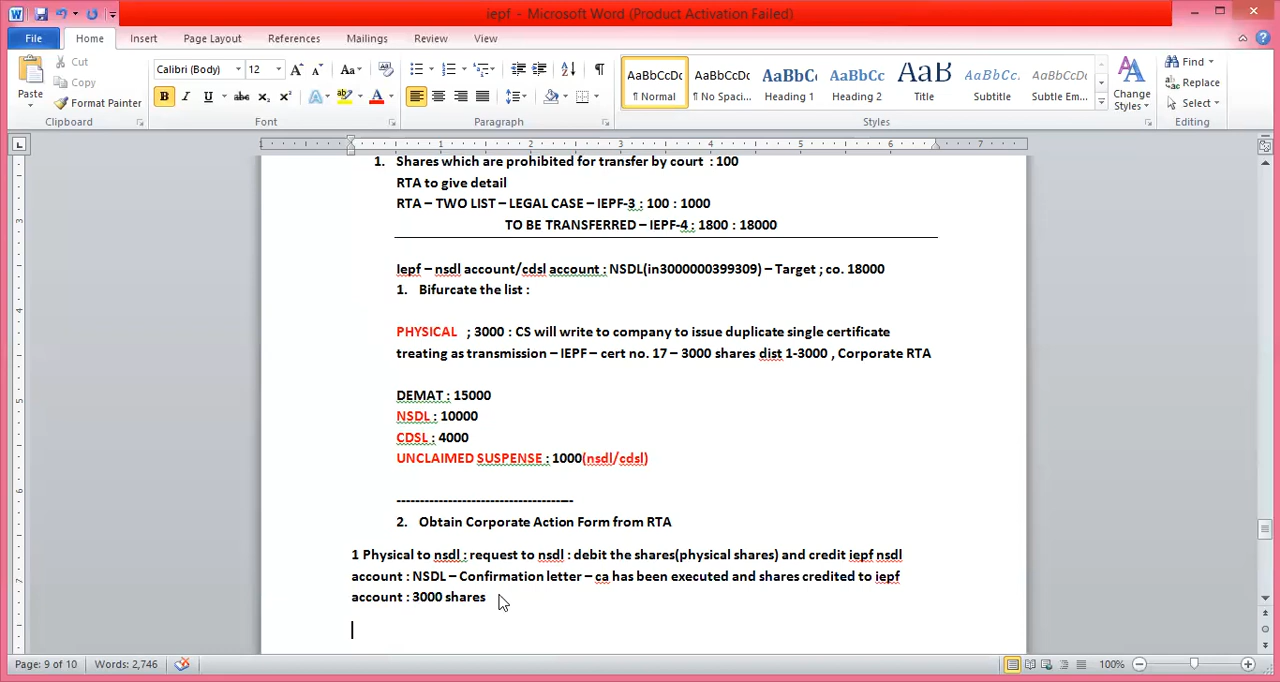 iepf - Microsoft Word (Product Activation Failed)
File Home Insert Page Layout References Mailings Review View
Paste
Cut
Copy
Format Painter
Clipboard
Calibri (Body) 12
Font
Paragraph
AaBbCcDc AaBbCcDc AaBbCc AaBbCc AaB AaBbCc. AaBbCcDc
¶ Normal ¶ No Spaci... Heading 1 Heading 2 Title Subtitle Subtle Em...
Change Styles
Styles
Find
Replace
Select
Editing
1. Shares which are prohibited for transfer by court : 100
RTA to give detail
RTA – TWO LIST – LEGAL CASE – IEPF-3 : 100 : 1000
TO BE TRANSFERRED – IEPF-4 : 1800 : 18000
Iepf – nsdl account/cdsl account : NSDL(in3000000399309) – Target ; co. 18000
1. Bifurcate the list :
PHYSICAL ; 3000 : CS will write to company to issue duplicate single certificate
treating as transmission – IEPF – cert no. 17 – 3000 shares dist 1-3000 , Corporate RTA
DEMAT : 15000
NSDL : 10000
CDSL : 4000
UNCLAIMED SUSPENSE : 1000(nsdl/cdsl)
--------------------------------------
2. Obtain Corporate Action Form from RTA
1 Physical to nsdl : request to nsdl : debit the shares(physical shares) and credit iepf nsdl
account : NSDL – Confirmation letter – ca has been executed and shares credited to iepf
account : 3000 shares
Page: 9 of 10 Words: 2,746 100%